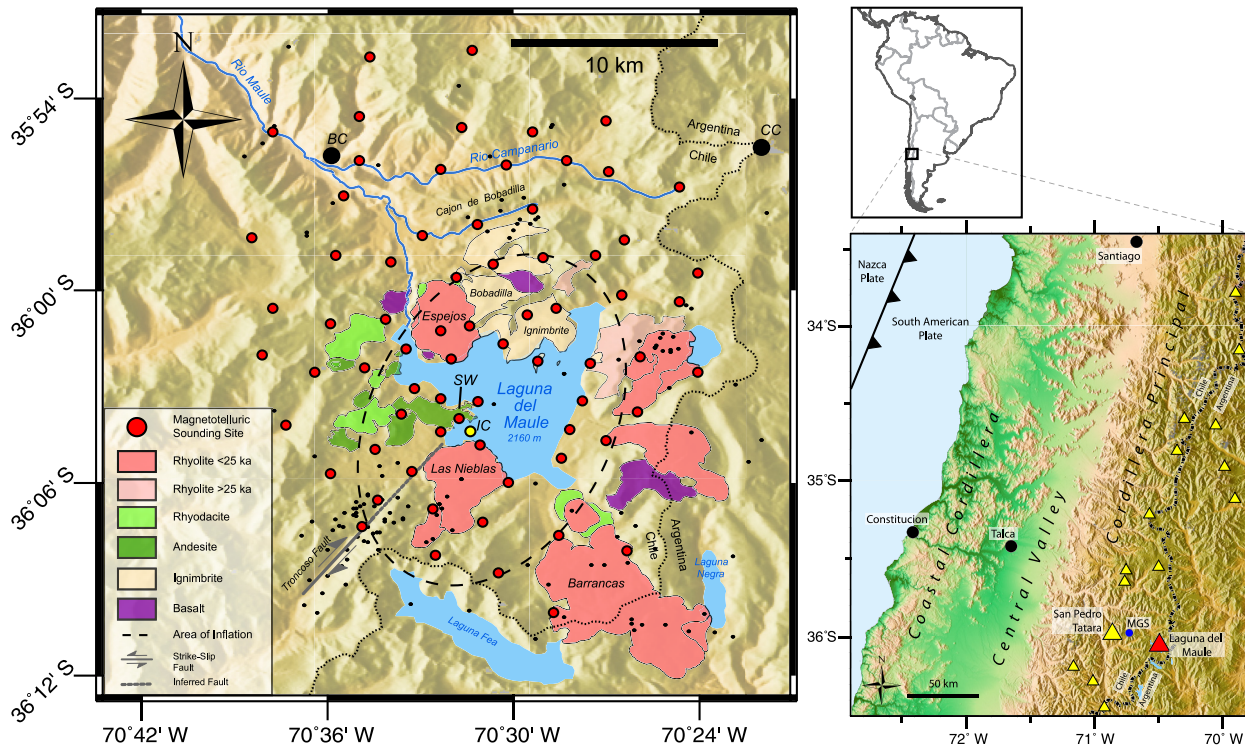 N
10 km
Rio Maule
BC
Argentina
Chile
CC
Rio Campanario
Cajon de Bobadilla
Bobadilla
Espejos
Ignimbrite
SW
IC
Laguna
del
Maule
2160 m
Las Nieblas
Troncoso Fault
Chile
Argentina
Laguna
Negra
Barrancas
Laguna Fea
Magnetotelluric
Sounding Site
Rhyolite <25 ka
Rhyolite >25 ka
Rhyodacite
Andesite
Ignimbrite
Basalt
Area of Inflation
Strike-Slip
Fault
Inferred Fault
35°54' S
36°00' S
36°06' S
36°12' S
70°42' W
70°36' W
70°30' W
70°24' W
Nazca
Plate
South American
Plate
Santiago
Coastal Cordillera
Central Valley
Cordillera Principal
Chile
Argentina
Constitucion
Talca
San Pedro
Tatara
MGS
Laguna del
Maule
Chile
Argentina
50 km
34°S
35°S
36°S
72° W
71° W
70° W